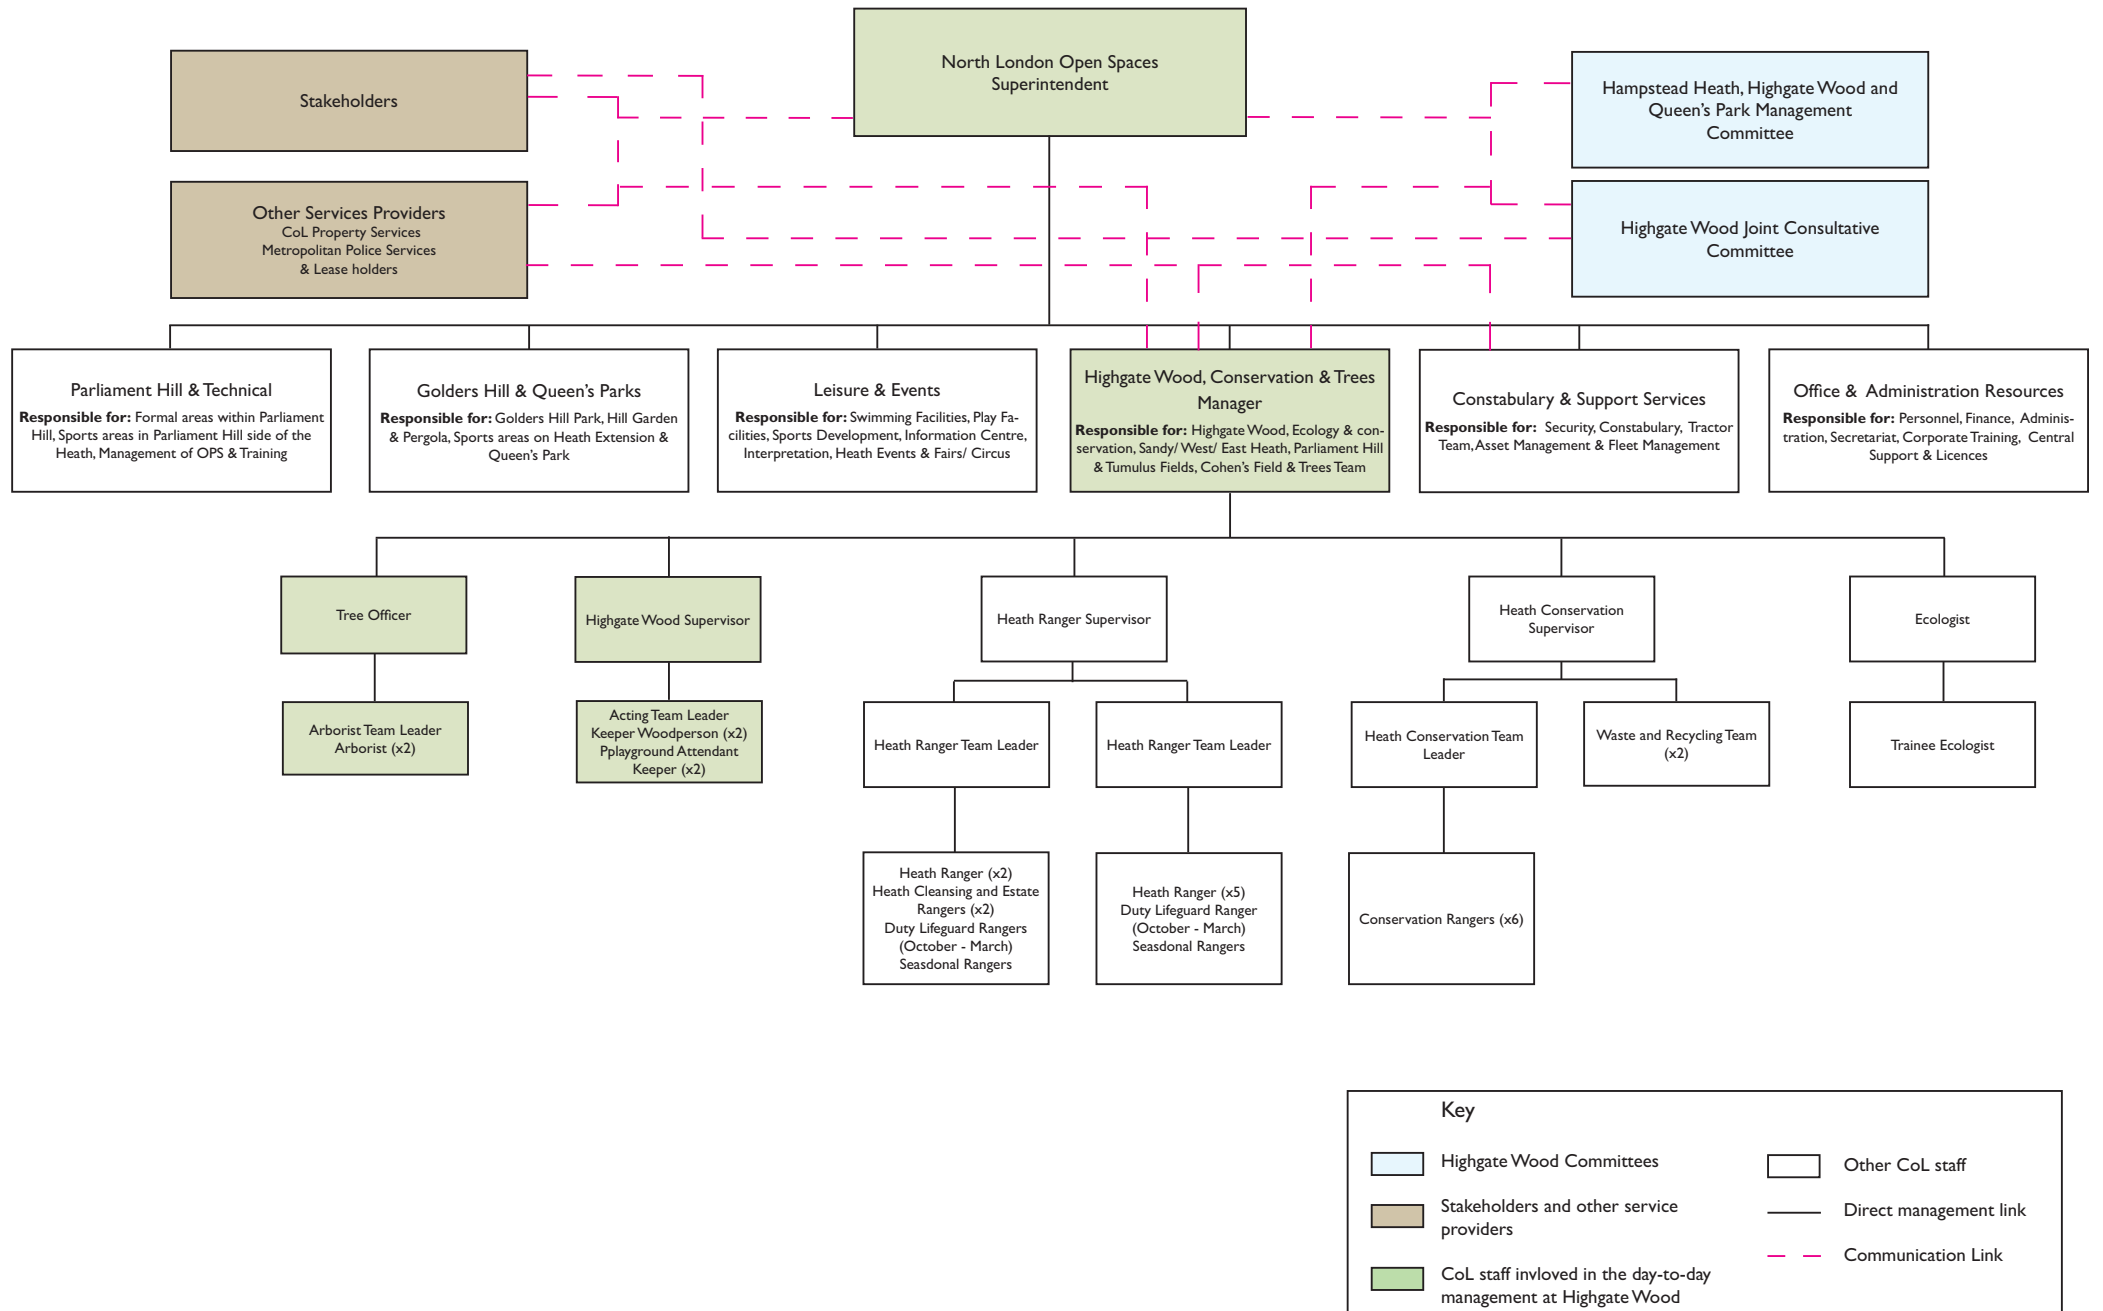 North London Open Spaces
Superintendent
Stakeholders
Hampstead Heath, Highgate Wood and
Queen's Park Management
Committee
Other Services Providers
CoL Property Services
Metropolitan Police Services
& Lease holders
Highgate Wood Joint Consultative
Committee
Parliament Hill & Technical
Responsible for: Formal areas within Parliament
Hill, Sports areas in Parliament Hill side of the
Heath, Management of OPS & Training
Golders Hill & Queen's Parks
Responsible for: Golders Hill Park, Hill Garden
& Pergola, Sports areas on Heath Extension &
Queen's Park
Leisure & Events
Responsible for: Swimming Facilities, Play Fa-
cilities, Sports Development, Information Centre,
Interpretation, Heath Events & Fairs/ Circus
Highgate Wood, Conservation & Trees
Manager
Responsible for: Highgate Wood, Ecology & con-
servation, Sandy/ West/ East Heath, Parliament Hill
& Tumulus Fields, Cohen's Field & Trees Team
Constabulary & Support Services
Responsible for: Security, Constabulary, Tractor
Team, Asset Management & Fleet Management
Office & Administration Resources
Responsible for: Personnel, Finance, Adminis-
tration, Secretariat, Corporate Training, Central
Support & Licences
Tree Officer
Highgate Wood Supervisor
Heath Ranger Supervisor
Heath Conservation
Supervisor
Ecologist
Arborist Team Leader
Arborist (x2)
Acting Team Leader
Keeper Woodperson (x2)
Pplayground Attendant
Keeper (x2)
Heath Ranger Team Leader
Heath Ranger Team Leader
Heath Conservation Team
Leader
Waste and Recycling Team
(x2)
Trainee Ecologist
Heath Ranger (x2)
Heath Cleansing and Estate
Rangers (x2)
Duty Lifeguard Rangers
(October - March)
Seasdonal Rangers
Heath Ranger (x5)
Duty Lifeguard Ranger
(October - March)
Seasdonal Rangers
Conservation Rangers (x6)
Key
Highgate Wood Committees
Stakeholders and other service
providers
CoL staff invloved in the day-to-day
management at Highgate Wood
Other CoL staff
Direct management link
Communication Link